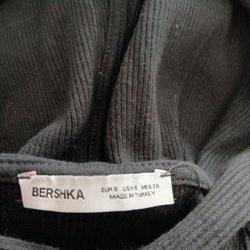 BERSHKA
EUR S USA S MEX 26
MADE IN TURKEY